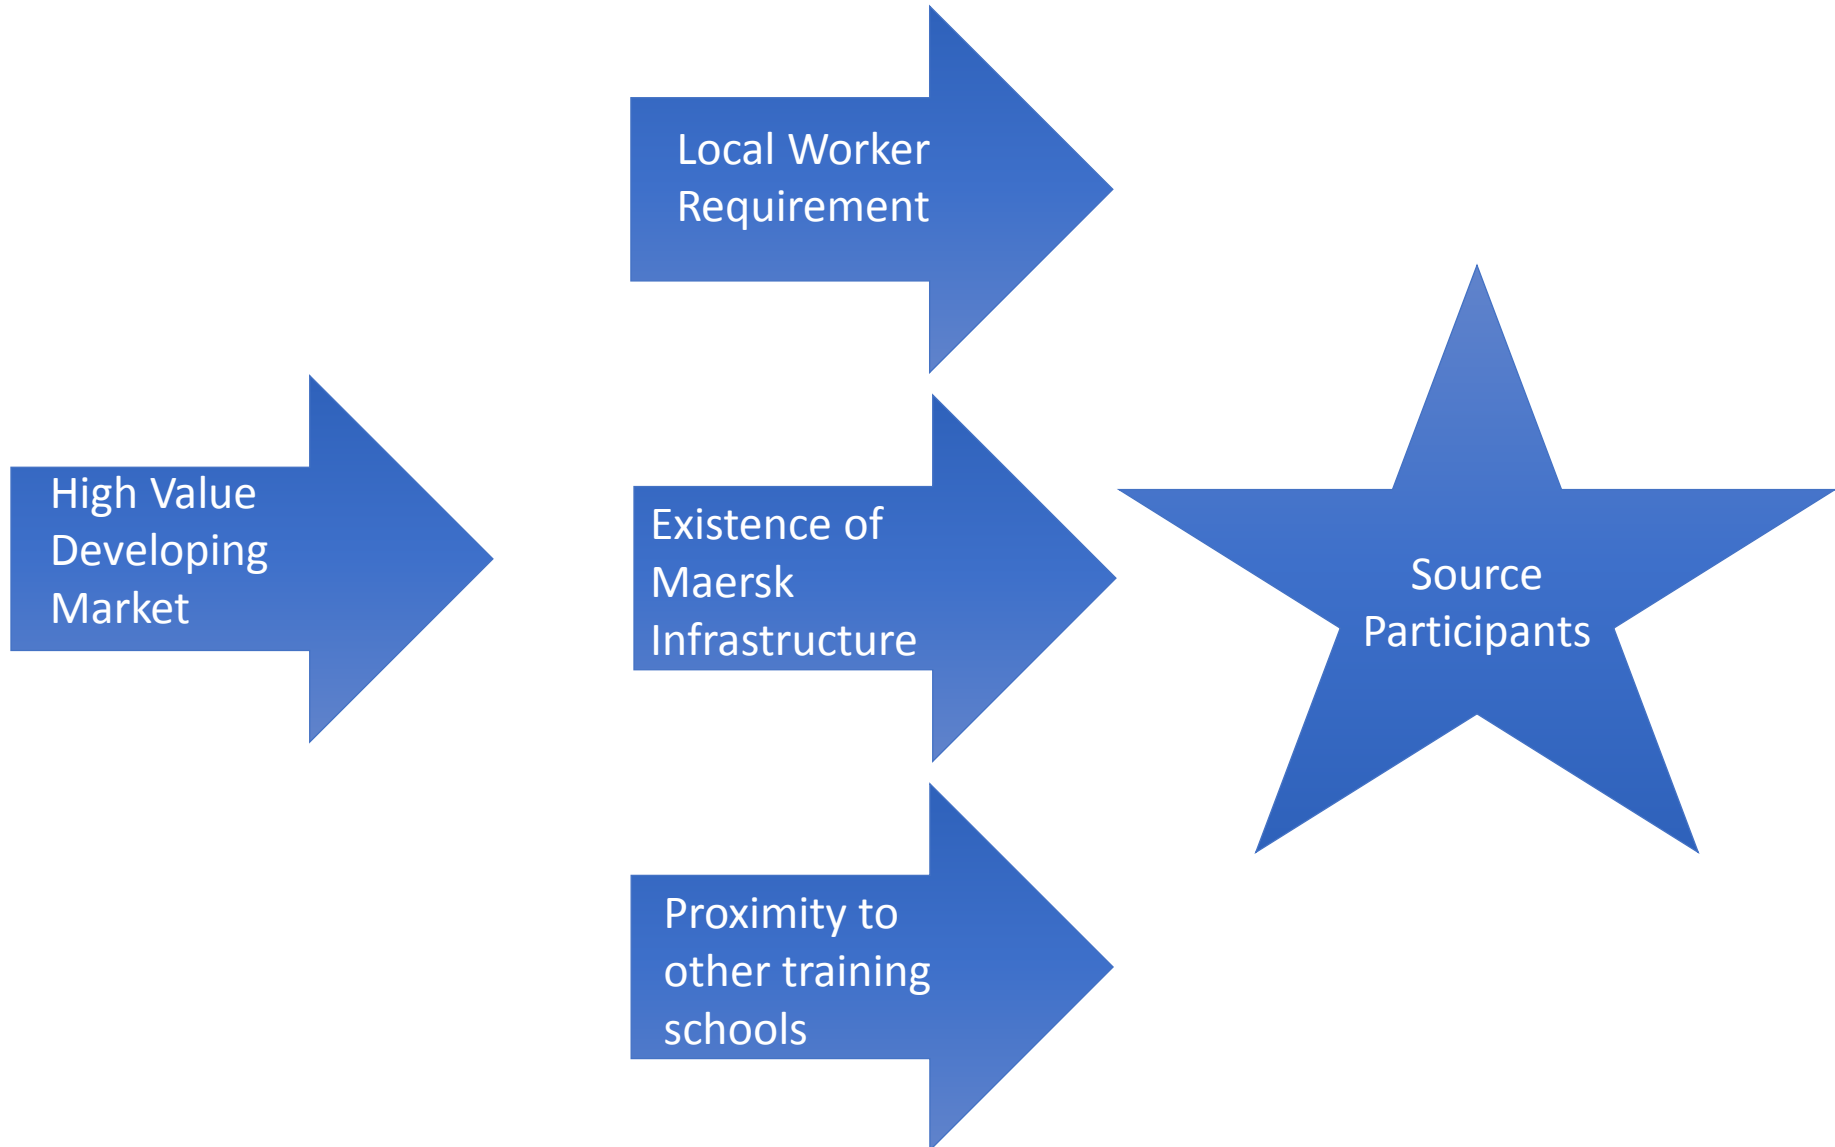 High Value
Developing
Market
Local Worker
Requirement
Existence of
Maersk
Infrastructure
Proximity to
other training
schools
Source
Participants